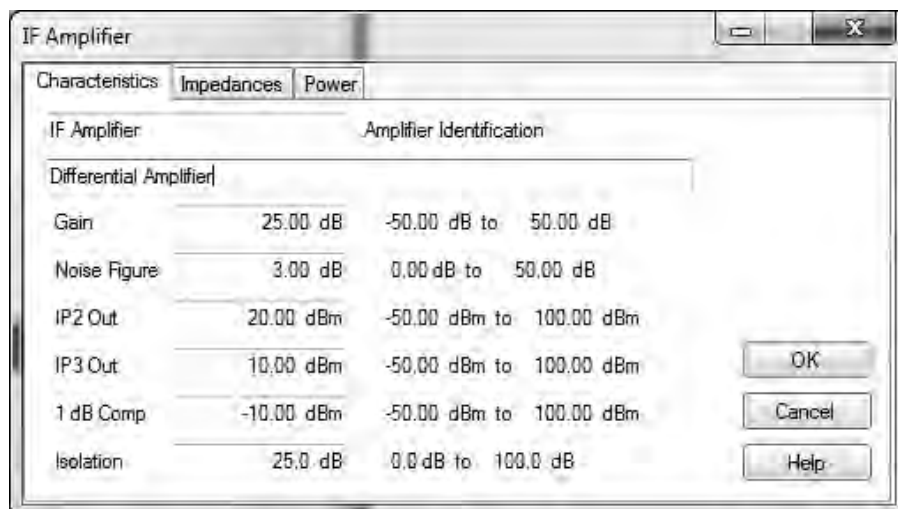 IF Amplifier
Characteristics Impedances Power
IF Amplifier Amplifier Identification
Differential Amplifier
Gain 25.00 dB -50.00 dB to 50.00 dB
Noise Figure 3.00 dB 0.00 dB to 50.00 dB
IP2 Out 20.00 dBm -50.00 dBm to 100.00 dBm
IP3 Out 10.00 dBm -50.00 dBm to 100.00 dBm
OK
1 dB Comp -10.00 dBm -50.00 dBm to 100.00 dBm
Cancel
Isolation 25.0 dB 0.0 dB to 100.0 dB
Help